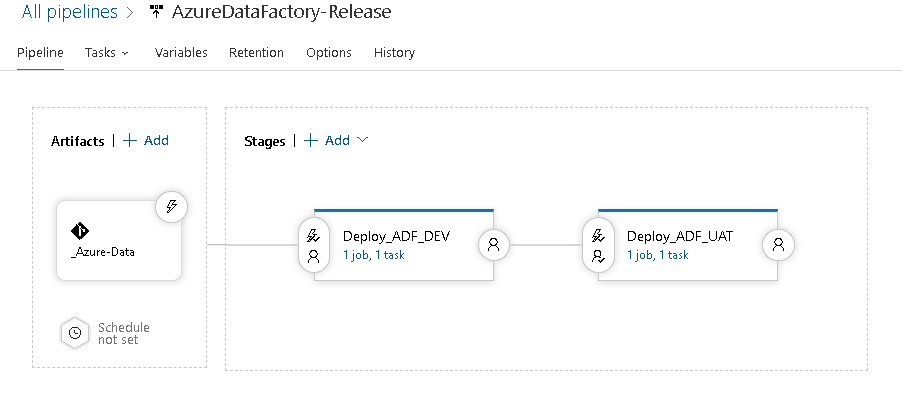 All pipelines > AzureDataFactory-Release
Pipeline Tasks Variables Retention Options History
Artifacts | + Add
Stages | + Add
_Azure-Data
Schedule
not set
Deploy_ADF_DEV
1 job, 1 task
Deploy_ADF_UAT
1 job, 1 task